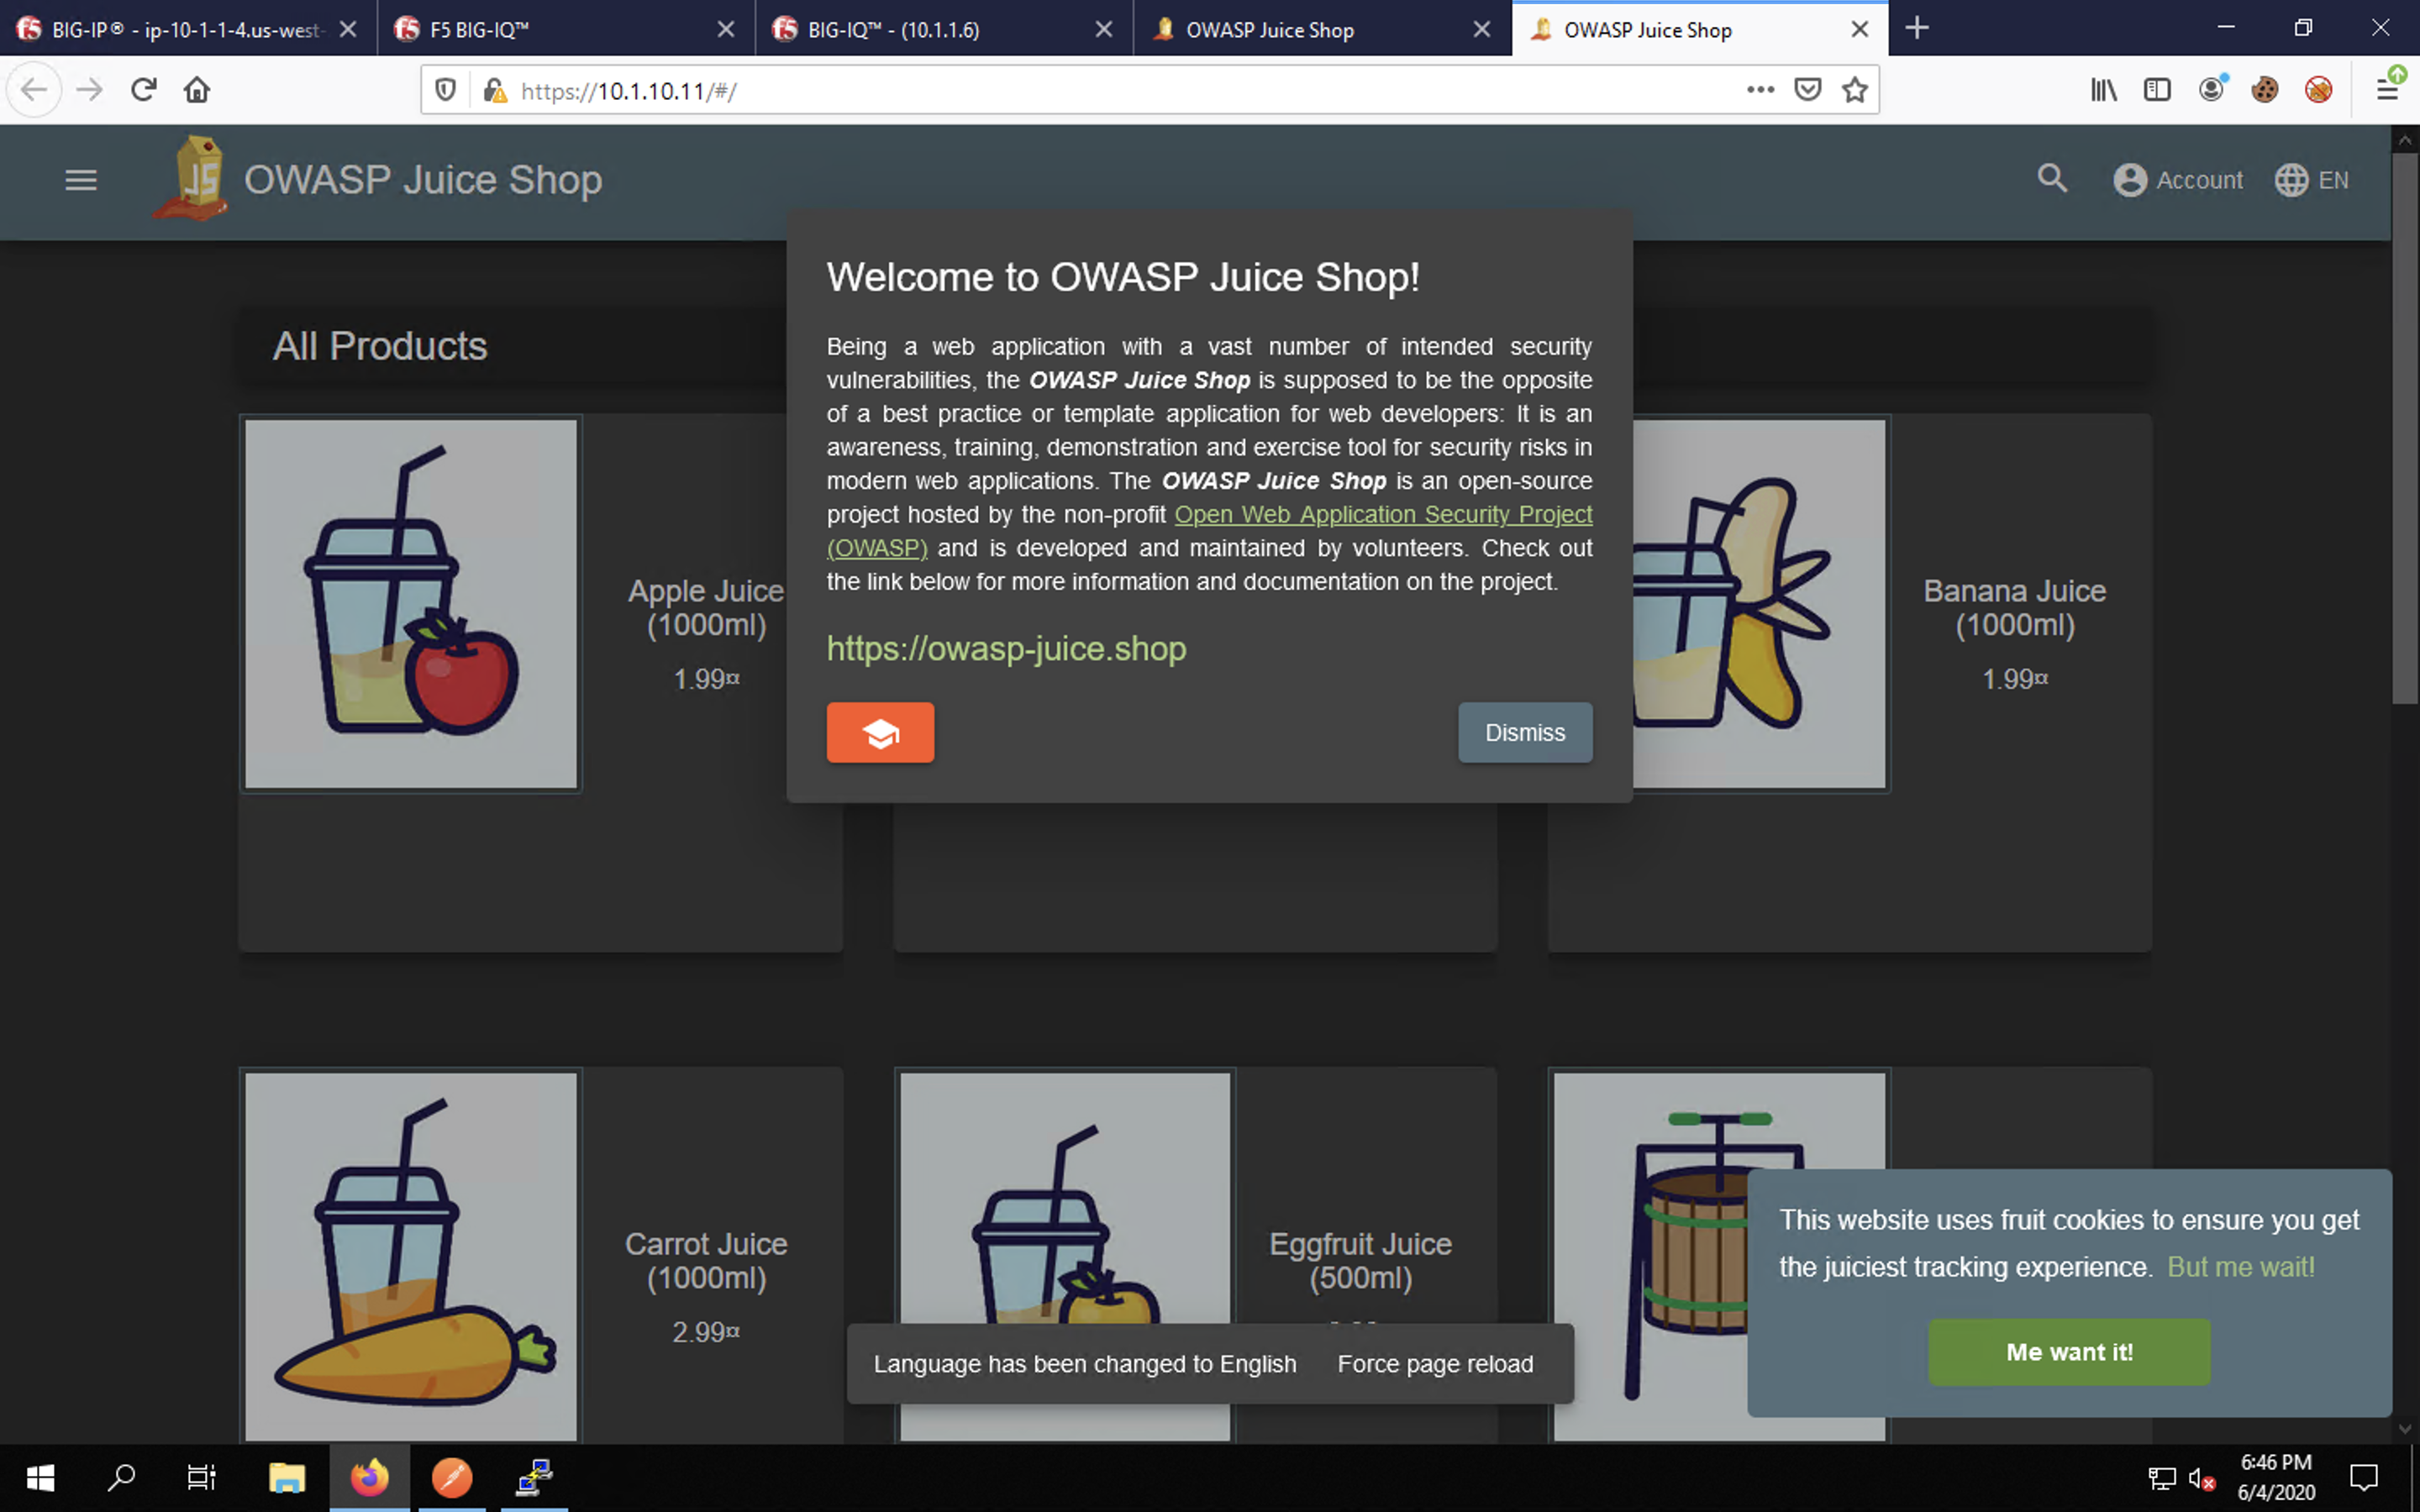 BIG-IP® - ip-10-1-1-4.us-west-
F5 BIG-IQ™
BIG-IQ™ - (10.1.1.6)
OWASP Juice Shop
OWASP Juice Shop
https://10.1.10.11/#/
JS
OWASP Juice Shop
Account
EN
All Products
Welcome to OWASP Juice Shop!
Being a web application with a vast number of intended security
vulnerabilities, the OWASP Juice Shop is supposed to be the opposite
of a best practice or template application for web developers: It is an
awareness, training, demonstration and exercise tool for security risks in
modern web applications. The OWASP Juice Shop is an open-source
project hosted by the non-profit Open Web Application Security Project
(OWASP) and is developed and maintained by volunteers. Check out
the link below for more information and documentation on the project.
https://owasp-juice.shop
Dismiss
Apple Juice
(1000ml)
1.99¤
Banana Juice
(1000ml)
1.99¤
Carrot Juice
(1000ml)
2.99¤
Eggfruit Juice
(500ml)
Language has been changed to English Force page reload
This website uses fruit cookies to ensure you get
the juiciest tracking experience. But me wait!
Me want it!
6:46 PM
6/4/2020